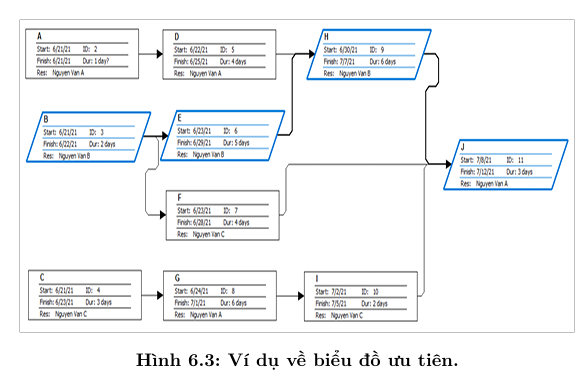 A
Start: 6/21/21 ID: 2
Finish: 6/21/21 Dur: 1 day?
Res: Nguyen Van A
D
Start: 6/22/21 ID: 5
Finish: 6/25/21 Dur: 4 days
Res: Nguyen Van A
H
Start: 6/30/21 ID: 9
Finish: 7/7/21 Dur: 6 days
Res: Nguyen Van B
B
Start: 6/21/21 ID: 3
Finish: 6/22/21 Dur: 2 days
Res: Nguyen Van B
E
Start: 6/23/21 ID: 6
Finish: 6/29/21 Dur: 5 days
Res: Nguyen Van B
J
Start: 7/8/21 ID: 11
Finish: 7/12/21 Dur: 3 days
Res: Nguyen Van A
F
Start: 6/23/21 ID: 7
Finish: 6/28/21 Dur: 4 days
Res: Nguyen Van C
C
Start: 6/21/21 ID: 4
Finish: 6/23/21 Dur: 3 days
Res: Nguyen Van C
G
Start: 6/24/21 ID: 8
Finish: 7/1/21 Dur: 6 days
Res: Nguyen Van A
I
Start: 7/2/21 ID: 10
Finish: 7/5/21 Dur: 2 days
Res: Nguyen Van C
Hình 6.3: Ví dụ về biểu đồ ưu tiên.